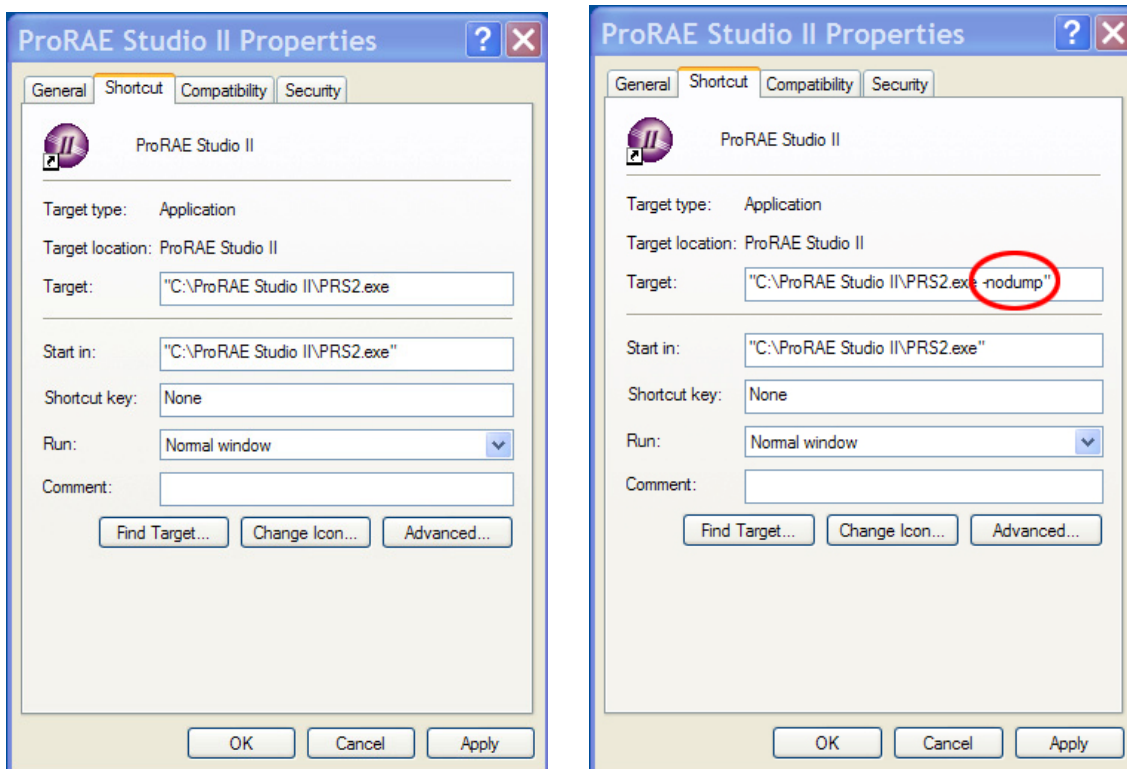 ProRAE Studio II Properties ?
General Shortcut Compatibility Security
II
ProRAE Studio II
Target type: Application
Target location: ProRAE Studio II
Target: "C:\ProRAE Studio II\PRS2.exe
Start in: "C:\ProRAE Studio II\PRS2.exe"
Shortcut key: None
Run: Normal window
Comment:
Find Target... Change Icon... Advanced...
OK Cancel Apply
ProRAE Studio II Properties ?
General Shortcut Compatibility Security
II
ProRAE Studio II
Target type: Application
Target location: ProRAE Studio II
Target: "C:\ProRAE Studio II\PRS2.exe -nodump"
Start in: "C:\ProRAE Studio II\PRS2.exe"
Shortcut key: None
Run: Normal window
Comment:
Find Target... Change Icon... Advanced...
OK Cancel Apply